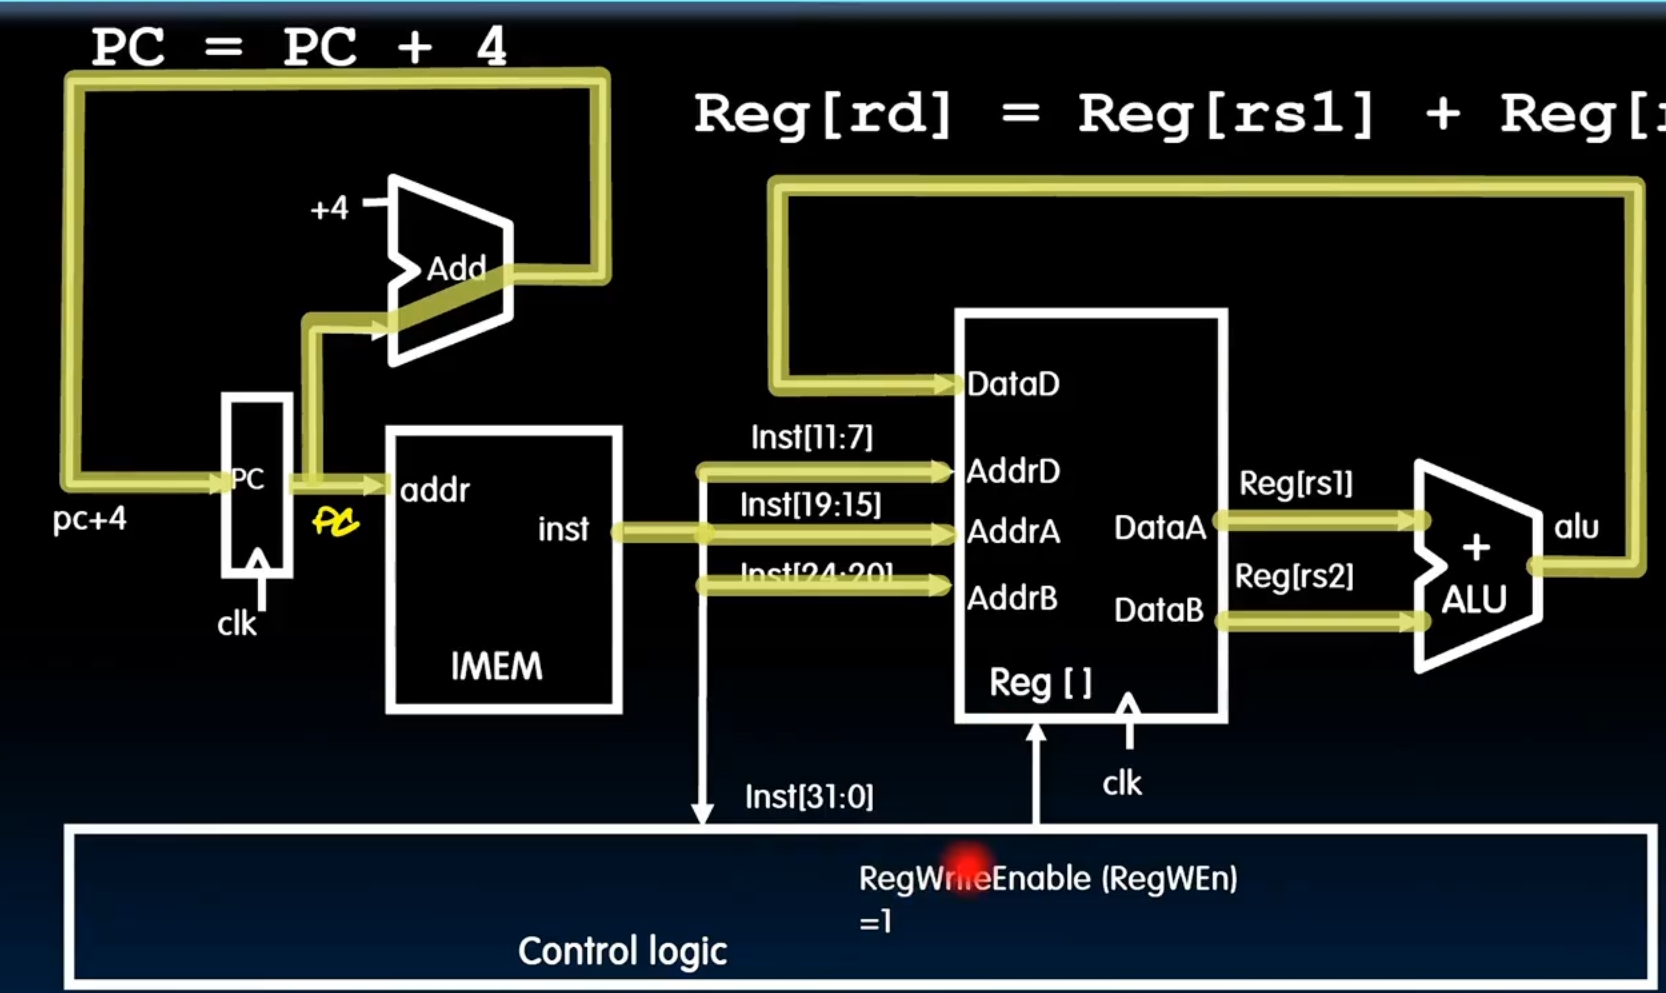 PC = PC + 4
Reg[rd] = Reg[rs1] + Reg[
+4
Add
PC
pc+4
PC
clk
addr
inst
IMEM
Inst[11:7]
Inst[19:15]
Inst[24:20]
Inst[31:0]
DataD
AddrD
AddrA
AddrB
DataA
DataB
Reg [ ]
clk
Reg[rs1]
Reg[rs2]
+
ALU
alu
RegWriteEnable (RegWEn)
=1
Control logic